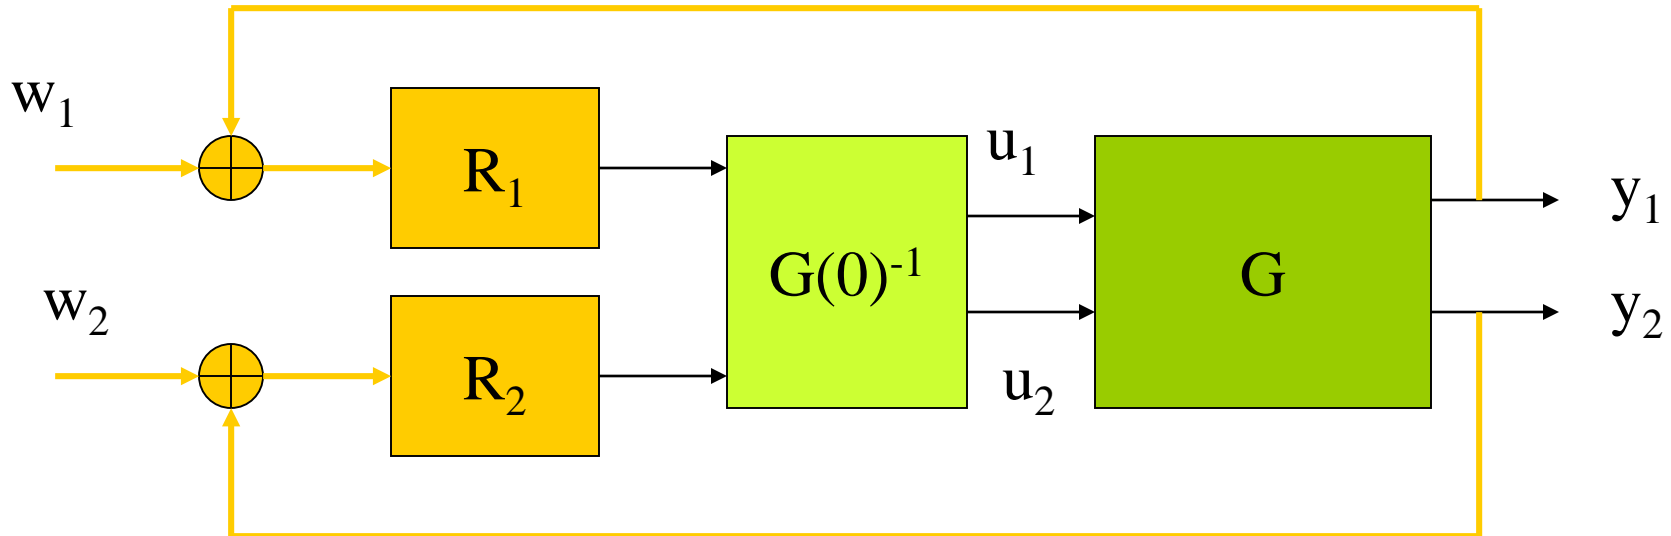 w₁
R₁
u₁
y₁
G(0)⁻¹
G
w₂
y₂
R₂
u₂